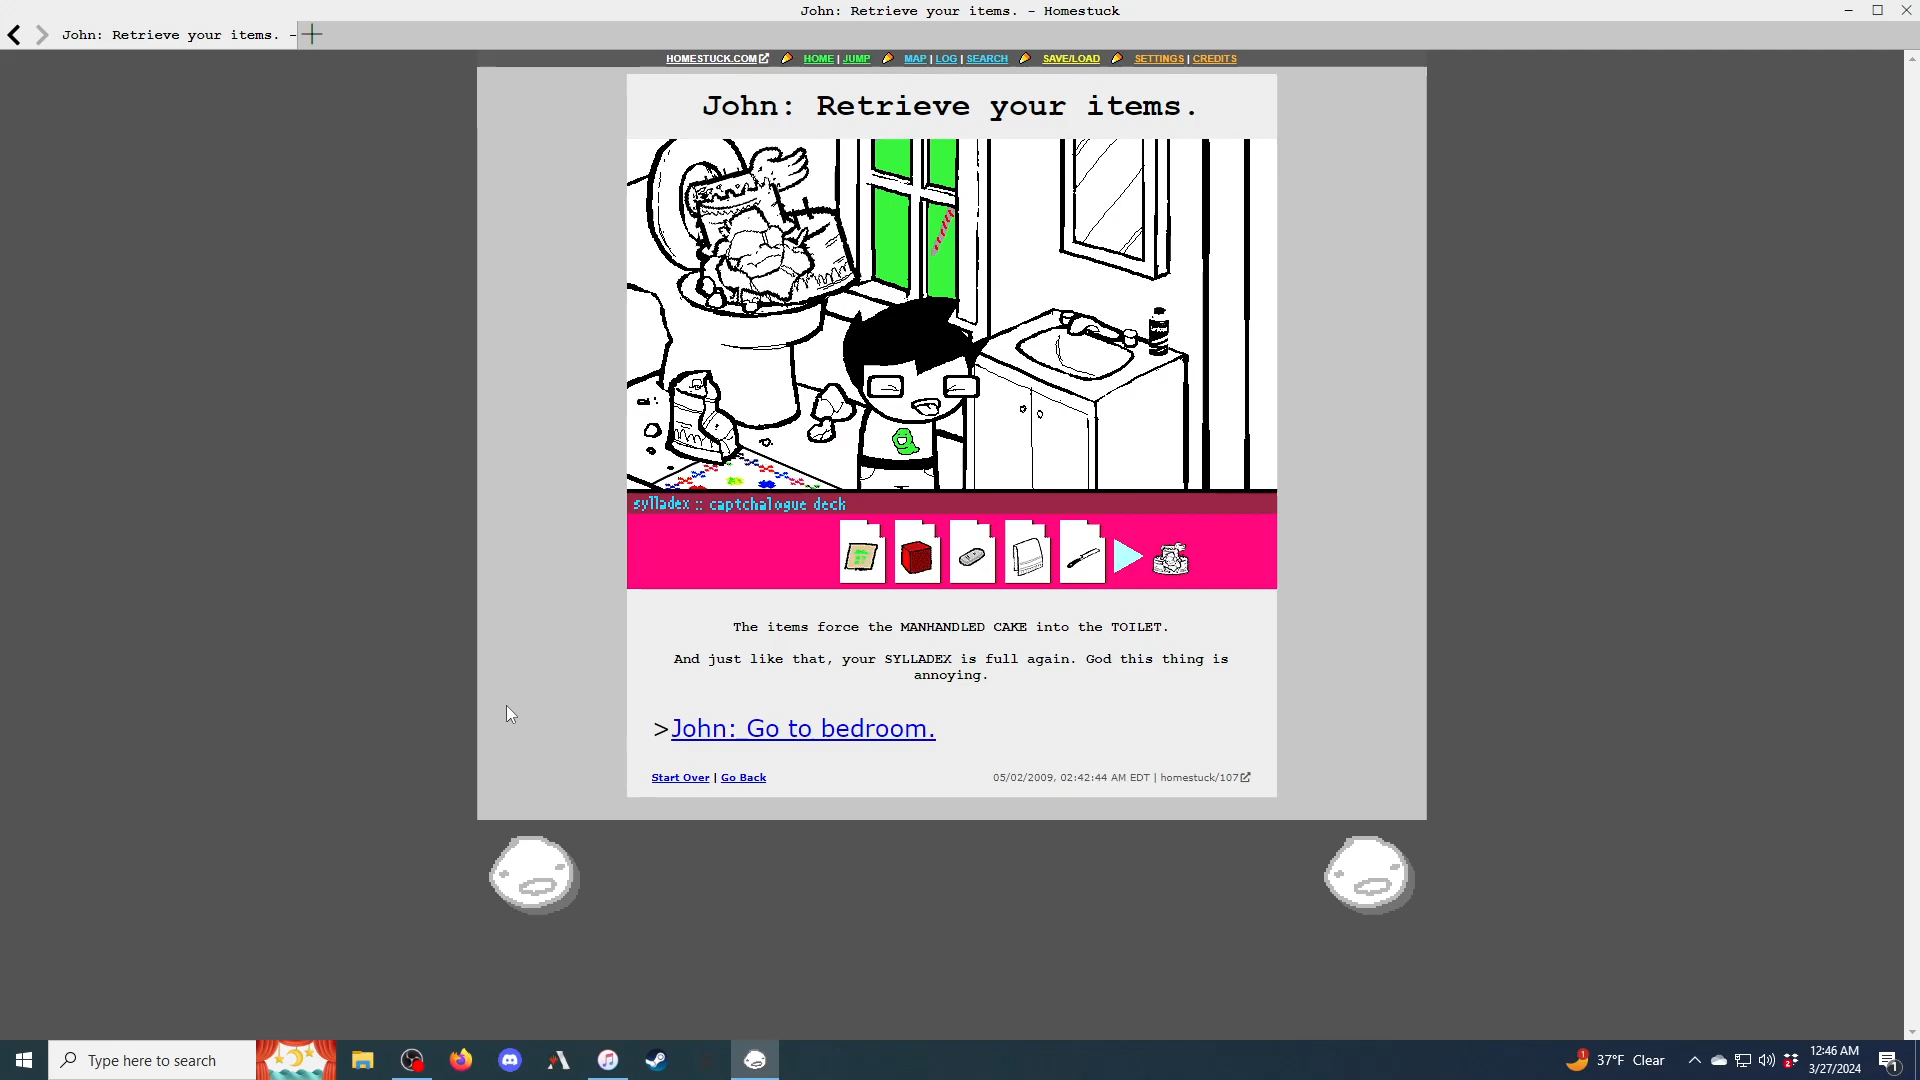 John: Retrieve your items. - Homestuck
John: Retrieve your items. -
HOMESTUCK.COM HOME | JUMP MAP | LOG | SEARCH SAVE/LOAD SETTINGS | CREDITS
John: Retrieve your items.
sylladex :: captchalogue deck
The items force the MANHANDLED CAKE into the TOILET.
And just like that, your SYLLADEX is full again. God this thing is
annoying.
>John: Go to bedroom.
Start Over | Go Back 05/02/2009, 02:42:44 AM EDT | homestuck/107
Type here to search
1
37°F Clear
12:46 AM
3/27/2024
1